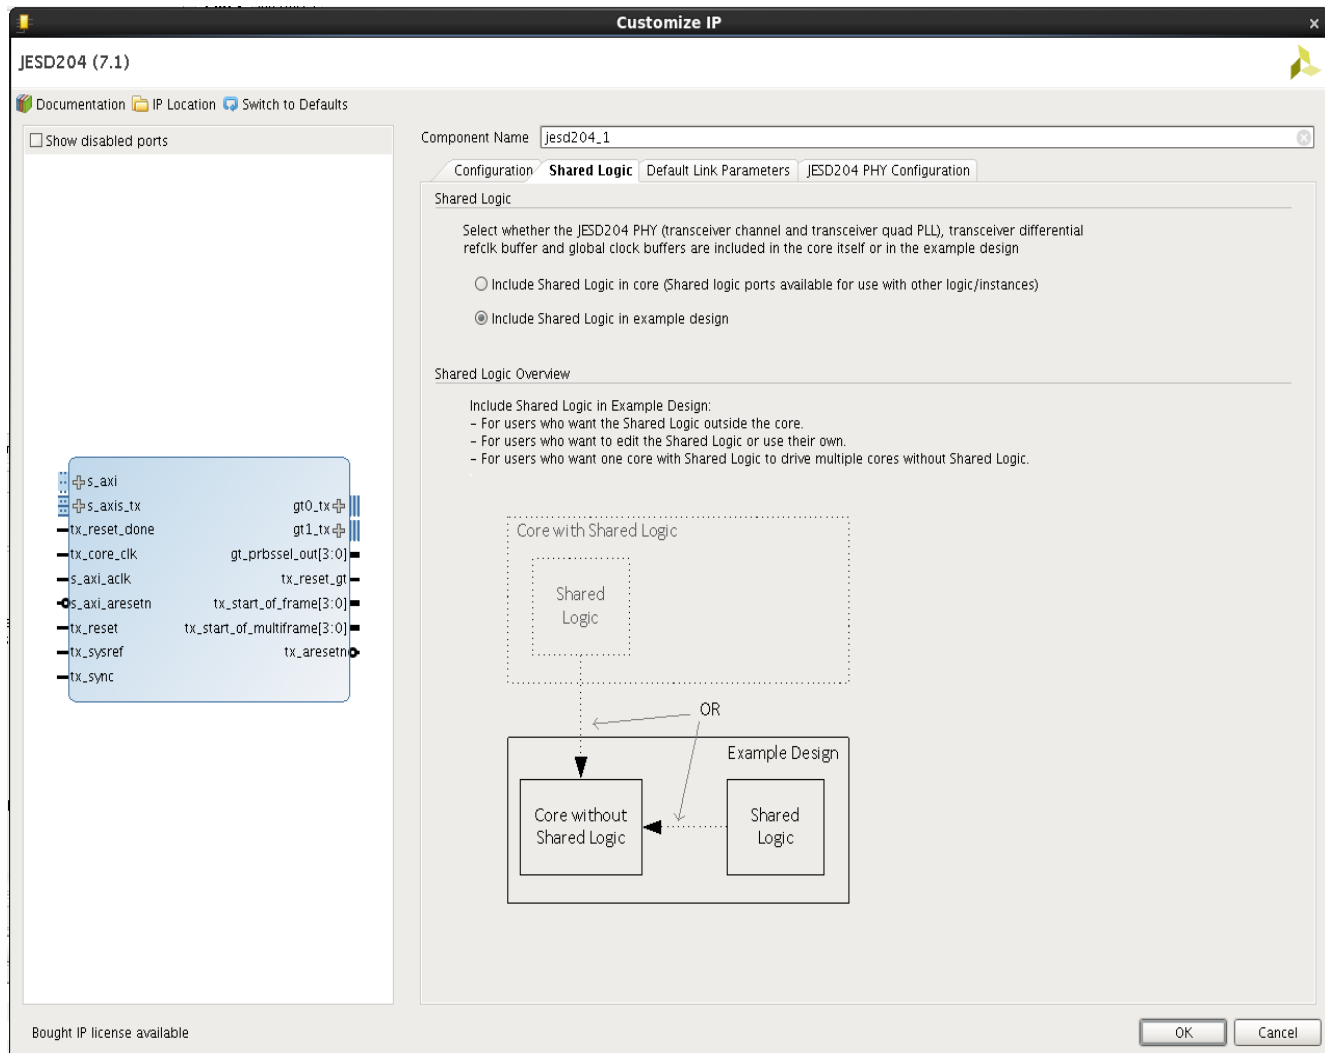 Customize IP
JESD204 (7.1)
Documentation IP Location Switch to Defaults
Show disabled ports
Component Name jesd204_1
Configuration Shared Logic Default Link Parameters JESD204 PHY Configuration
Shared Logic
Select whether the JESD204 PHY (transceiver channel and transceiver quad PLL), transceiver differential
refclk buffer and global clock buffers are included in the core itself or in the example design
Include Shared Logic in core (Shared logic ports available for use with other logic/instances)
Include Shared Logic in example design
Shared Logic Overview
Include Shared Logic in Example Design:
- For users who want the Shared Logic outside the core.
- For users who want to edit the Shared Logic or use their own.
- For users who want one core with Shared Logic to drive multiple cores without Shared Logic.
s_axi
s_axis_tx
tx_reset_done
tx_core_clk
s_axi_aclk
s_axi_aresetn
tx_reset
tx_sysref
tx_sync
gt0_tx
gt1_tx
gt_prbssel_out[3:0]
tx_reset_gt
tx_start_of_frame[3:0]
tx_start_of_multiframe[3:0]
tx_aresetn
Core with Shared Logic
Shared
Logic
OR
Example Design
Core without
Shared Logic
Shared
Logic
Bought IP license available
OK Cancel